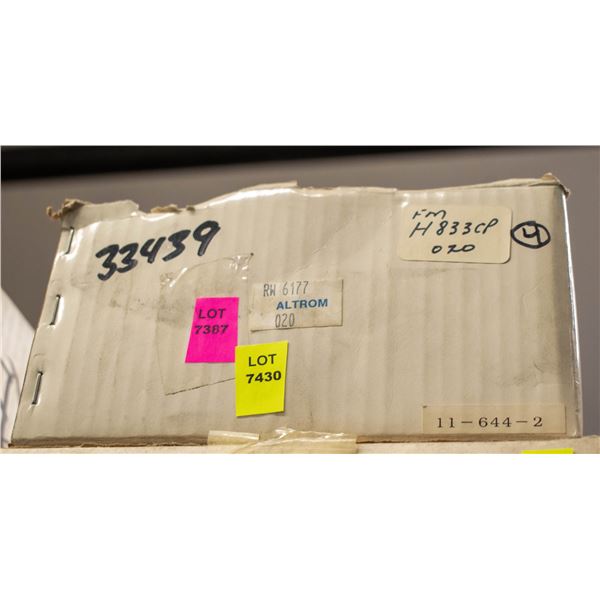 33439
FM
H833CP
020
4
RW 6177
ALTROM
020
LOT
7387
LOT
7430
11-644-2